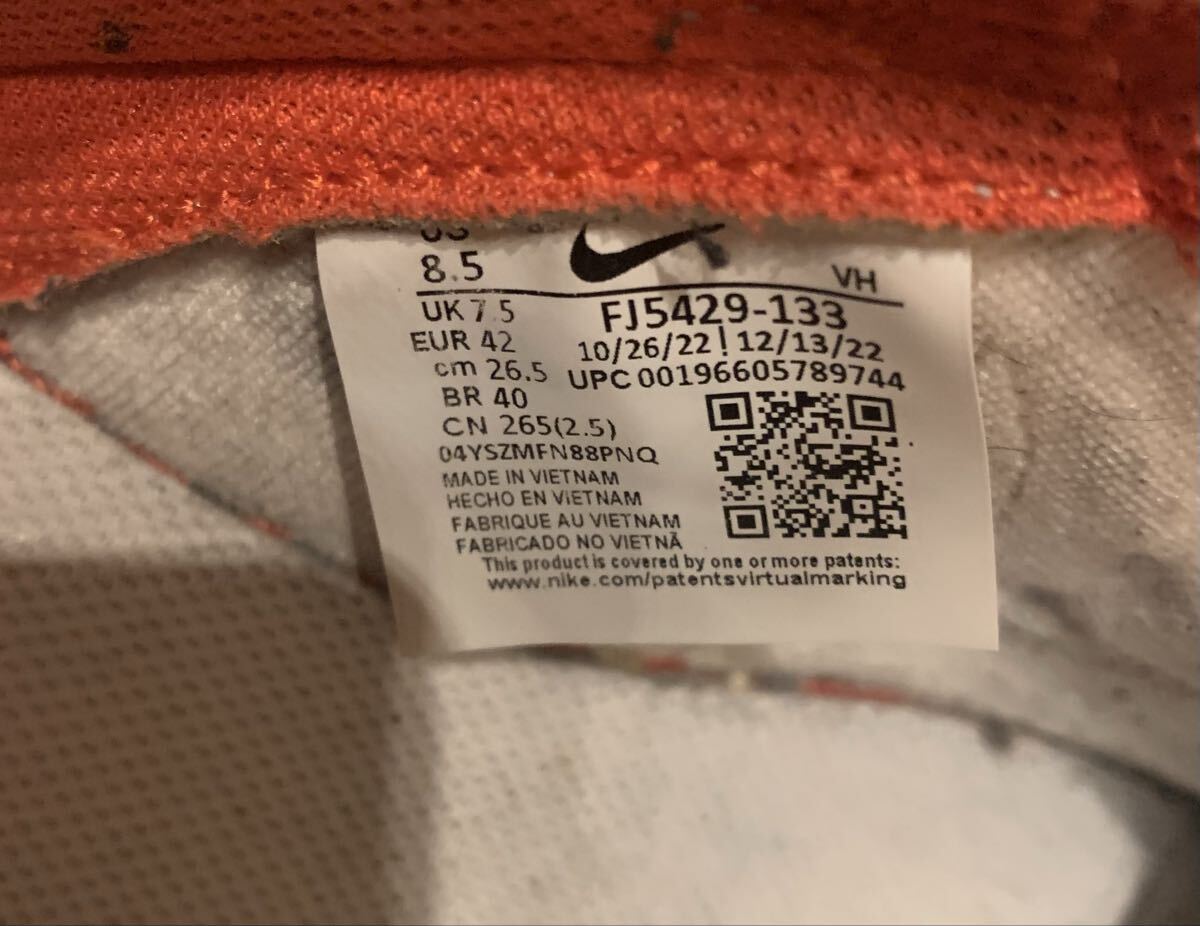 US
8.5
VH
UK 7.5
FJ5429-133
EUR 42
10/26/22 | 12/13/22
cm 26.5
UPC 00196605789744
BR 40
CN 265(2.5)
04YSZMFN88PNQ
MADE IN VIETNAM
HECHO EN VIETNAM
FABRIQUE AU VIETNAM
FABRICADO NO VIETNÃ
This product is covered by one or more patents:
www.nike.com/patentsvirtualmarking